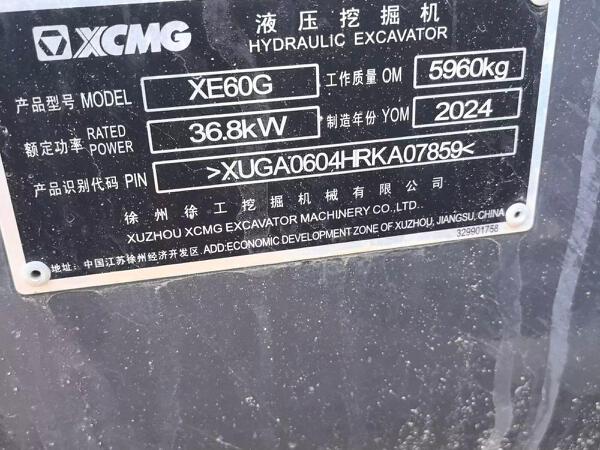 XCMG
液压挖掘机
HYDRAULIC EXCAVATOR
产品型号 MODEL XE60G 工作质量 OM 5960kg
额定功率 RATED POWER 36.8kW 制造年份 YOM 2024
产品识别代码 PIN >XUGA0604HRKA07859<
徐州徐工挖掘机械有限公司
XUZHOU XCMG EXCAVATOR MACHINERY CO.,LTD.
地址: 中国江苏徐州经济开发区 ADD:ECONOMIC DEVELOPMENT ZONE OF XUZHOU, JIANGSU, CHINA
329901758